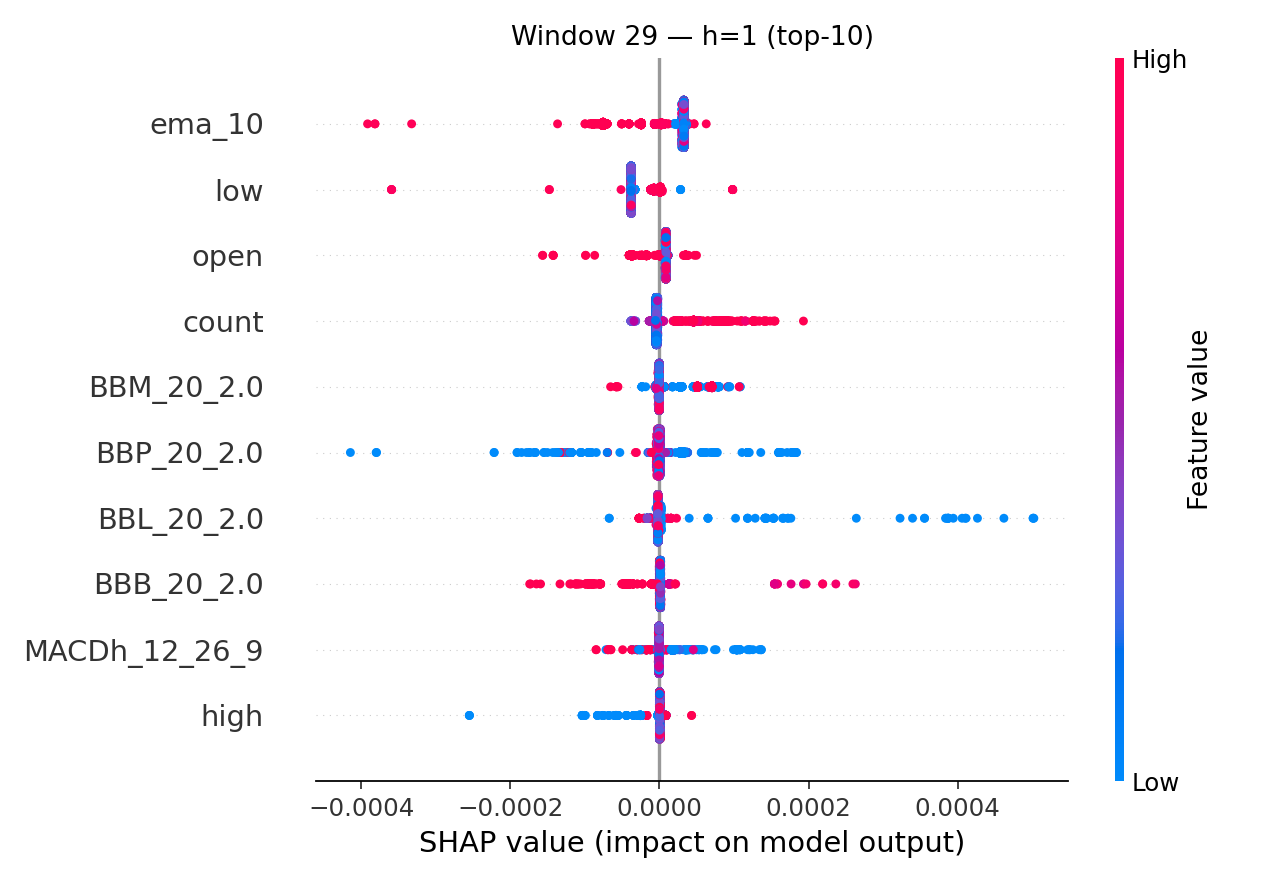 Window 29 — h=1 (top-10)
High
ema_10
low
open
count
BBM_20_2.0
BBP_20_2.0
BBL_20_2.0
BBB_20_2.0
MACDh_12_26_9
high
Feature value
Low
−0.0004
−0.0002
0.0000
0.0002
0.0004
SHAP value (impact on model output)